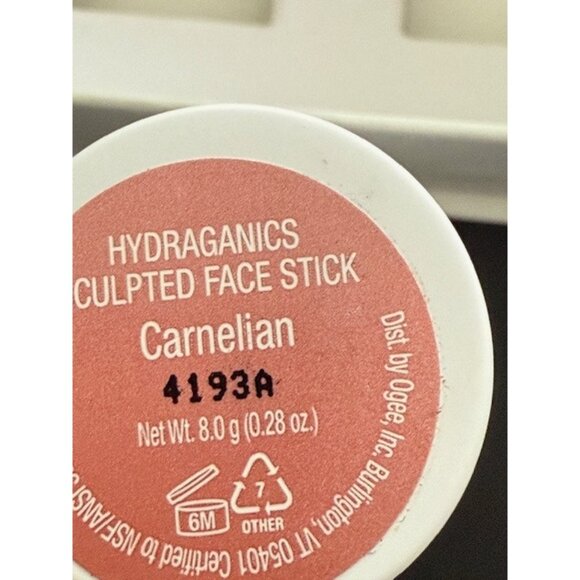 HYDRAGANICS
CULPTED FACE STICK
Carnelian
4193A
Net Wt. 8.0 g (0.28 oz.)
6M
7
OTHER
Dist. by Ogee, Inc. Burlington, VT 05401 Certified to NSF/ANSI